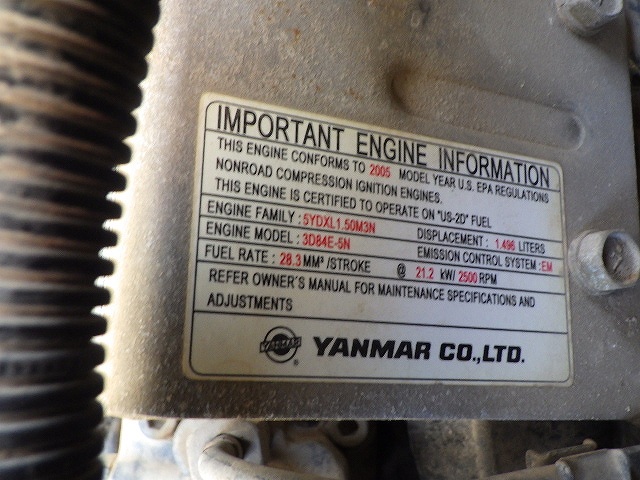 IMPORTANT ENGINE INFORMATION
THIS ENGINE CONFORMS TO 2005 MODEL YEAR U.S. EPA REGULATIONS
NONROAD COMPRESSION IGNITION ENGINES.
THIS ENGINE IS CERTIFIED TO OPERATE ON "US-2D" FUEL
ENGINE FAMILY : 5YDXL1.50M3N DISPLACEMENT : 1.496 LITERS
ENGINE MODEL : 3D84E-5N EMISSION CONTROL SYSTEM : EM
FUEL RATE : 28.3 MM³ /STROKE @ 21.2 kW/ 2500 RPM
REFER OWNER'S MANUAL FOR MAINTENANCE SPECIFICATIONS AND
ADJUSTMENTS
YANMAR ® YANMAR CO.,LTD.